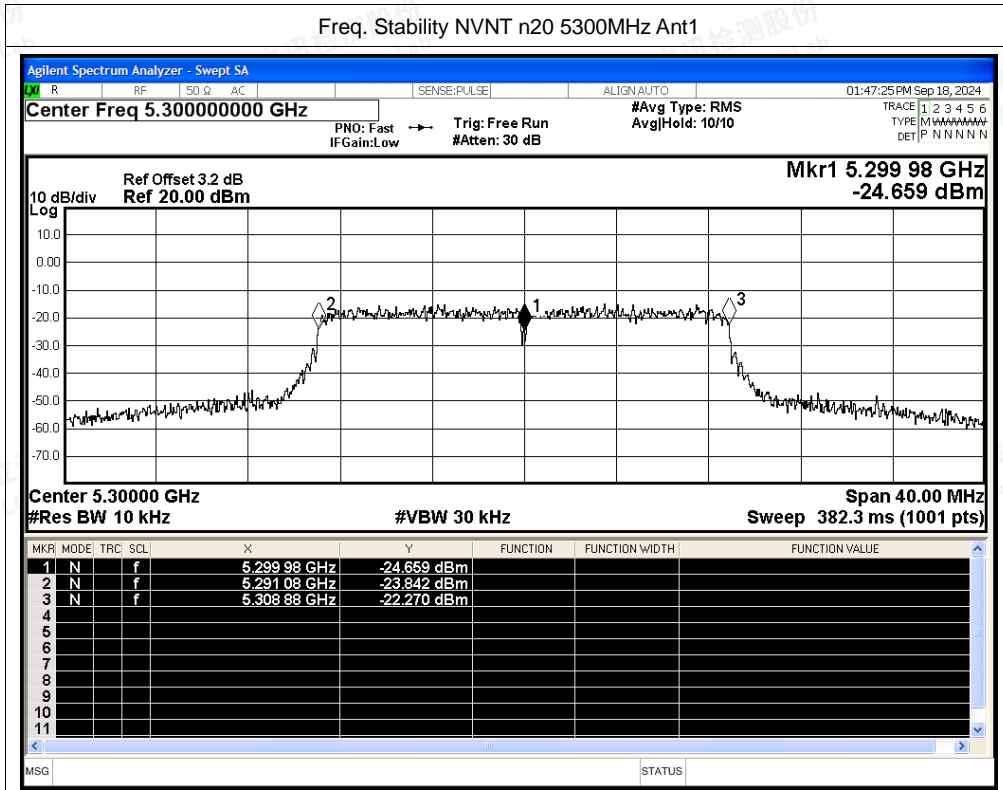 Freq. Stability NVNT n20 5300MHz Ant1
Agilent Spectrum Analyzer - Swept SA
LXI R RF 50 Ω AC SENSE:PULSE ALIGN AUTO 01:47:25 PM Sep 18, 2024
Center Freq 5.300000000 GHz #Avg Type: RMS TRACE 1 2 3 4 5 6
PNO: Fast Trig: Free Run Avg|Hold: 10/10 TYPE M WWWWW
IFGain:Low #Atten: 30 dB DET P N N N N N
Mkr1 5.299 98 GHz
Ref Offset 3.2 dB
10 dB/div Ref 20.00 dBm -24.659 dBm
Log
10.0
0.00
-10.0
2 1 3
-20.0
-30.0
-40.0
-50.0
-60.0
-70.0
Center 5.30000 GHz Span 40.00 MHz
#Res BW 10 kHz #VBW 30 kHz Sweep 382.3 ms (1001 pts)
MKR MODE TRC SCL X Y FUNCTION FUNCTION WIDTH FUNCTION VALUE
1 N f 5.299 98 GHz -24.659 dBm
2 N f 5.291 08 GHz -23.842 dBm
3 N f 5.308 88 GHz -22.270 dBm
4
5
6
7
8
9
10
11
MSG STATUS